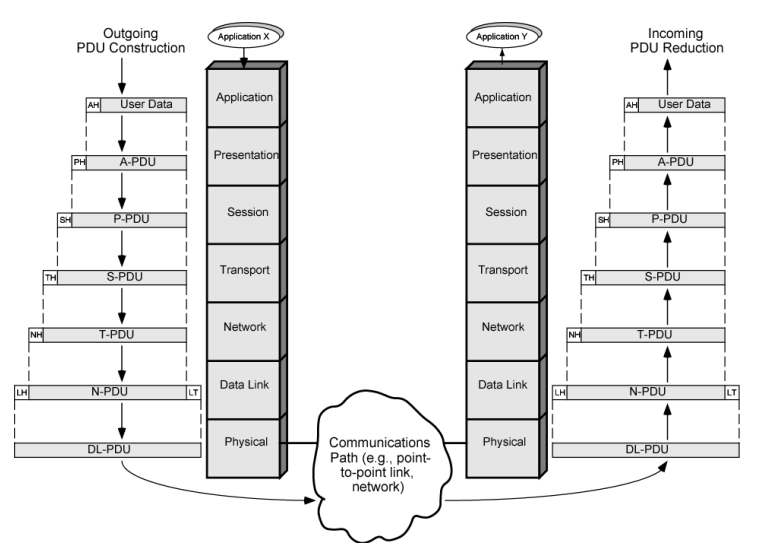 Outgoing
PDU Construction
Application X
Application Y
Incoming
PDU Reduction
Application
Application
AH User Data
AH User Data
Presentation
Presentation
PH A-PDU
PH A-PDU
Session
Session
SH P-PDU
SH P-PDU
Transport
Transport
TH S-PDU
TH S-PDU
Network
Network
NH T-PDU
NH T-PDU
Data Link
Data Link
LH N-PDU LT
LH N-PDU LT
Physical
Physical
DL-PDU
DL-PDU
Communications
Path (e.g., point-
to-point link,
network)